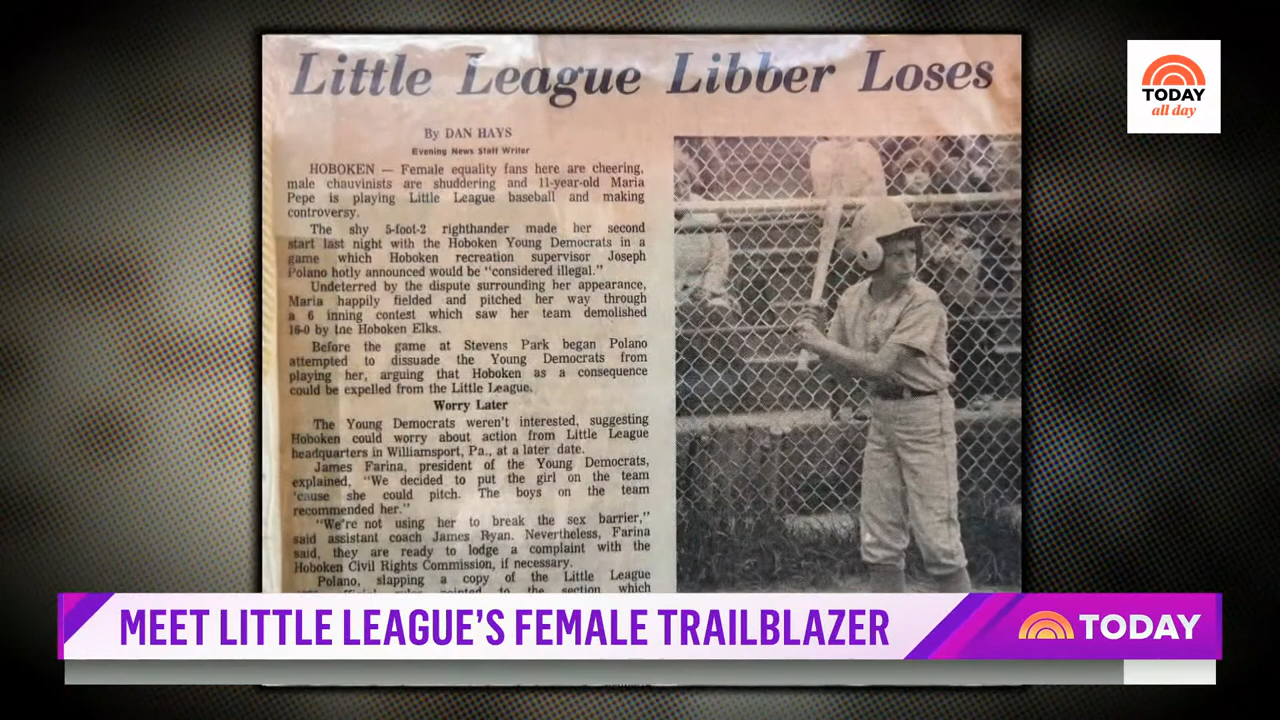 Little League Libber Loses
By DAN HAYS
Evening News Staff Writer
HOBOKEN — Female equality fans here are cheering,
male chauvinists are shuddering and 11-year-old Maria
Pepe is playing Little League baseball and making
controversy.
The shy 5-foot-2 righthander made her second
start last night with the Hoboken Young Democrats in a
game which Hoboken recreation supervisor Joseph
Polano hotly announced would be "considered illegal."
Undeterred by the dispute surrounding her appearance,
Maria happily fielded and pitched her way through
a 6 inning contest which saw her team demolished
16-0 by tne Hoboken Elks.
Before the game at Stevens Park began Polano
attempted to dissuade the Young Democrats from
playing her, arguing that Hoboken as a consequence
could be expelled from the Little League.
Worry Later
The Young Democrats weren't interested, suggesting
Hoboken could worry about action from Little League
headquarters in Williamsport, Pa., at a later date.
James Farina, president of the Young Democrats,
explained, "We decided to put the girl on the team
'cause she could pitch. The boys on the team
recommended her."
"We're not using her to break the sex barrier,"
said assistant coach James Ryan. Nevertheless, Farina
said, they are ready to lodge a complaint with the
Hoboken Civil Rights Commission, if necessary.
Polano, slapping a copy of the Little League
official rules pointed to the section which
TODAY
all day
MEET LITTLE LEAGUE'S FEMALE TRAILBLAZER
TODAY